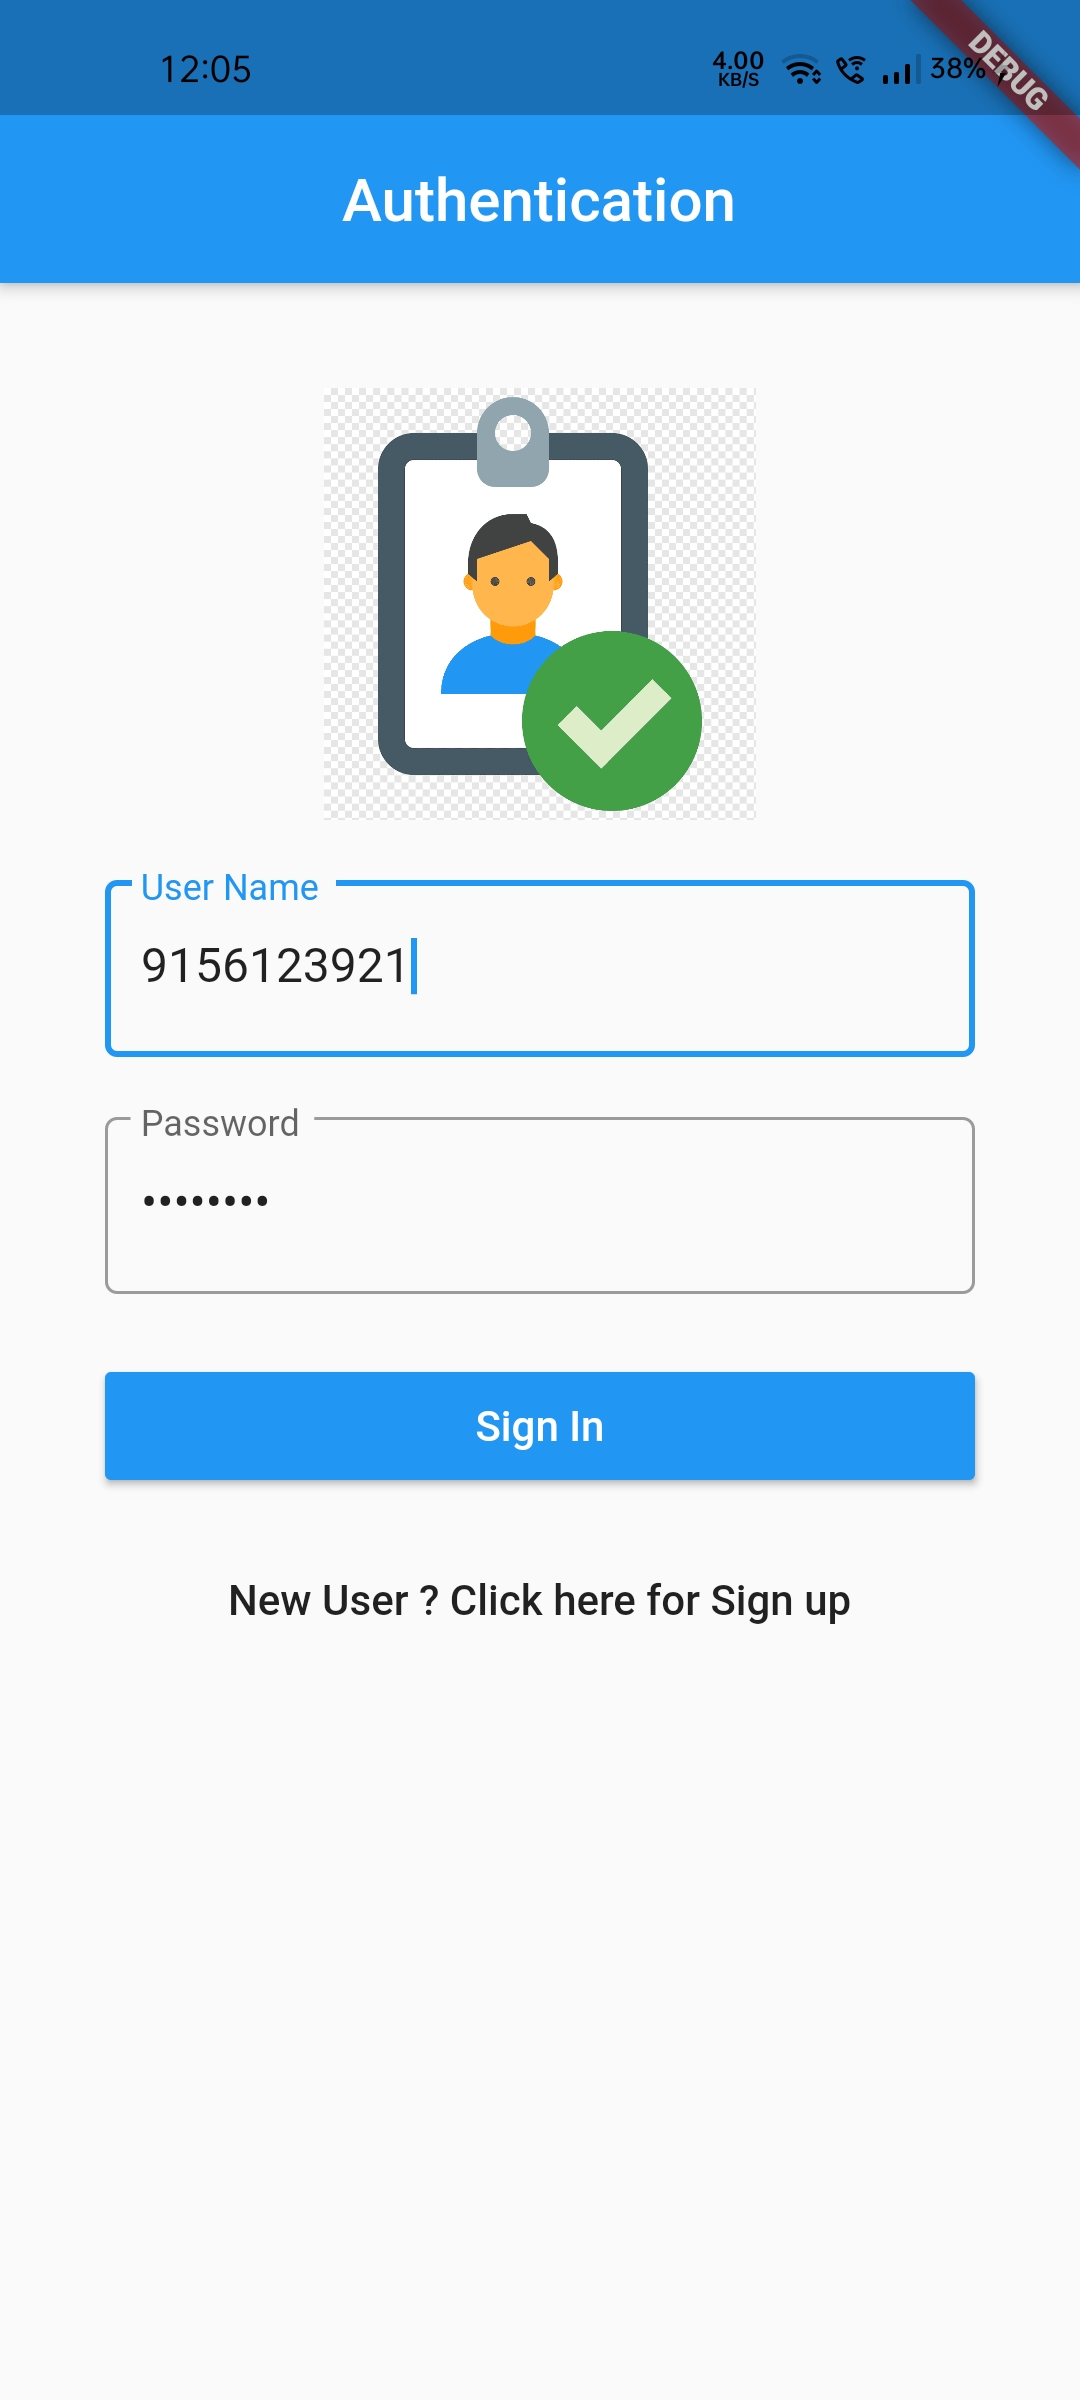 12:05
4.00
KB/S
38%
DEBUG
Authentication
User Name
9156123921
Password
••••••••
Sign In
New User ? Click here for Sign up